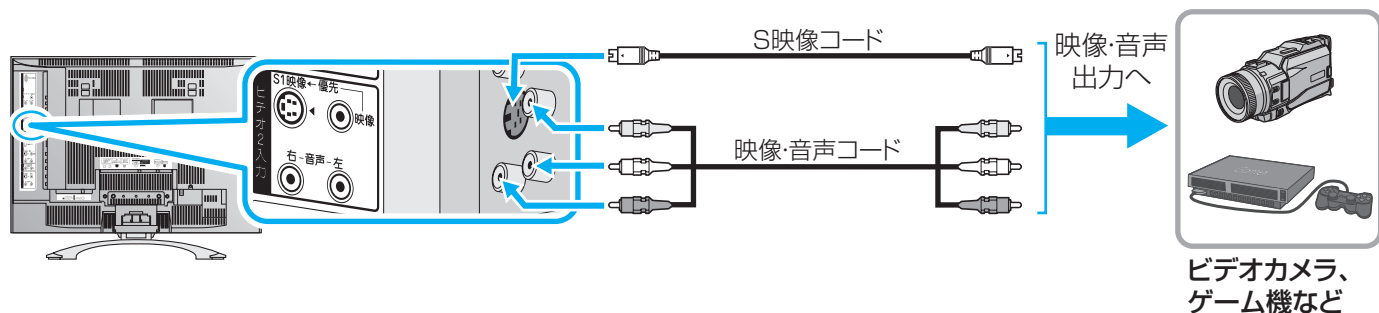 S映像コード
映像・音声
出力へ
S1映像←優先
映像
ビデオ2入力
右-音声-左
映像・音声コード
ビデオカメラ、
ゲーム機など